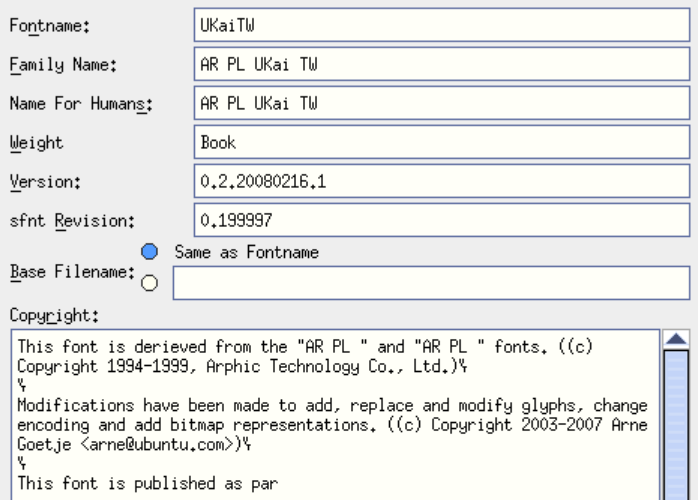 Fontname:
UKaiTW
Family Name:
AR PL UKai TW
Name For Humans:
AR PL UKai TW
Weight
Book
Version:
0.2.20080216.1
sfnt Revision:
0.199997
Same as Fontname
Base Filename:
Copyright:
This font is derieved from the "AR PL " and "AR PL " fonts. ((c)
Copyright 1994-1999, Arphic Technology Co., Ltd.)
Modifications have been made to add, replace and modify glyphs, change
encoding and add bitmap representations. ((c) Copyright 2003-2007 Arne
Goetje <arne@ubuntu.com>)
This font is published as par